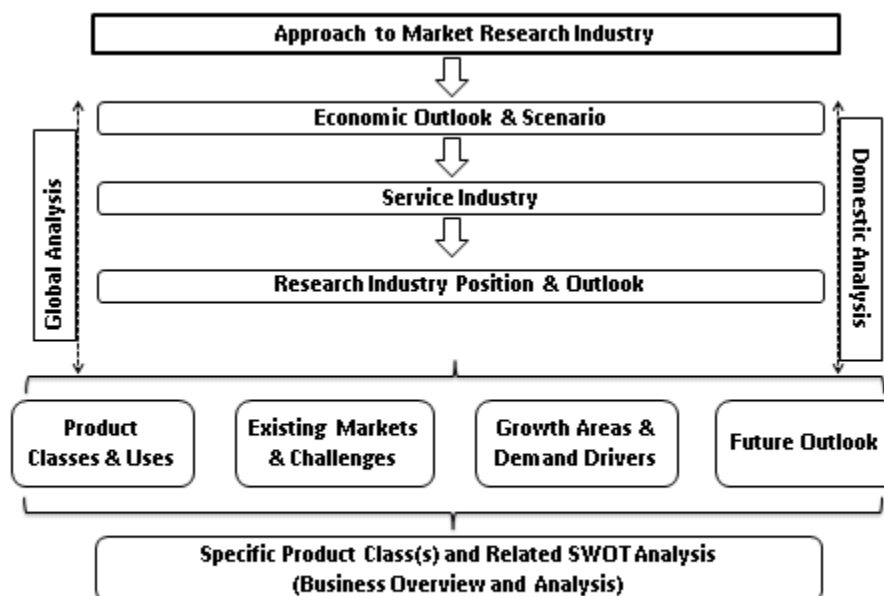 Approach to Market Research Industry
Economic Outlook & Scenario
Service Industry
Research Industry Position & Outlook
Global Analysis
Domestic Analysis
Product
Classes & Uses
Existing Markets
& Challenges
Growth Areas &
Demand Drivers
Future Outlook
Specific Product Class(s) and Related SWOT Analysis
(Business Overview and Analysis)